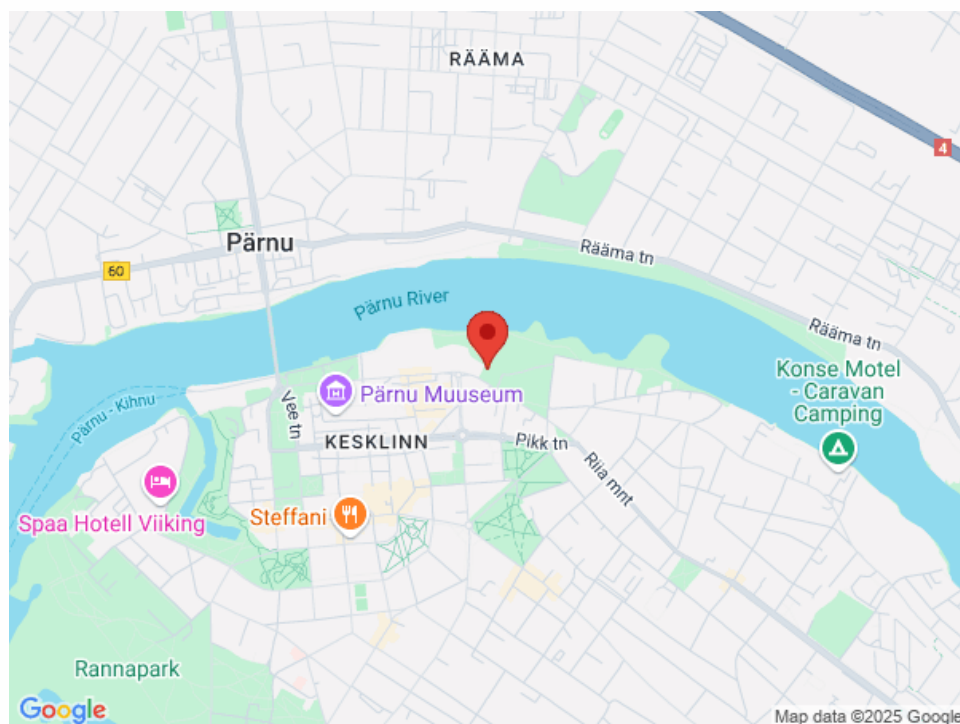 RÄÄMA
4
Pärnu
60
Rääma tn
Pärnu River
Rääma tn
Konse Motel
- Caravan
Camping
Pärnu Muuseum
Pärnu - Kihnu
Vee tn
KESKLINN
Pikk tn
Riia mnt
Spaa Hotell Viiking
Steffani
Rannapark
Google
Map data ©2025 Google